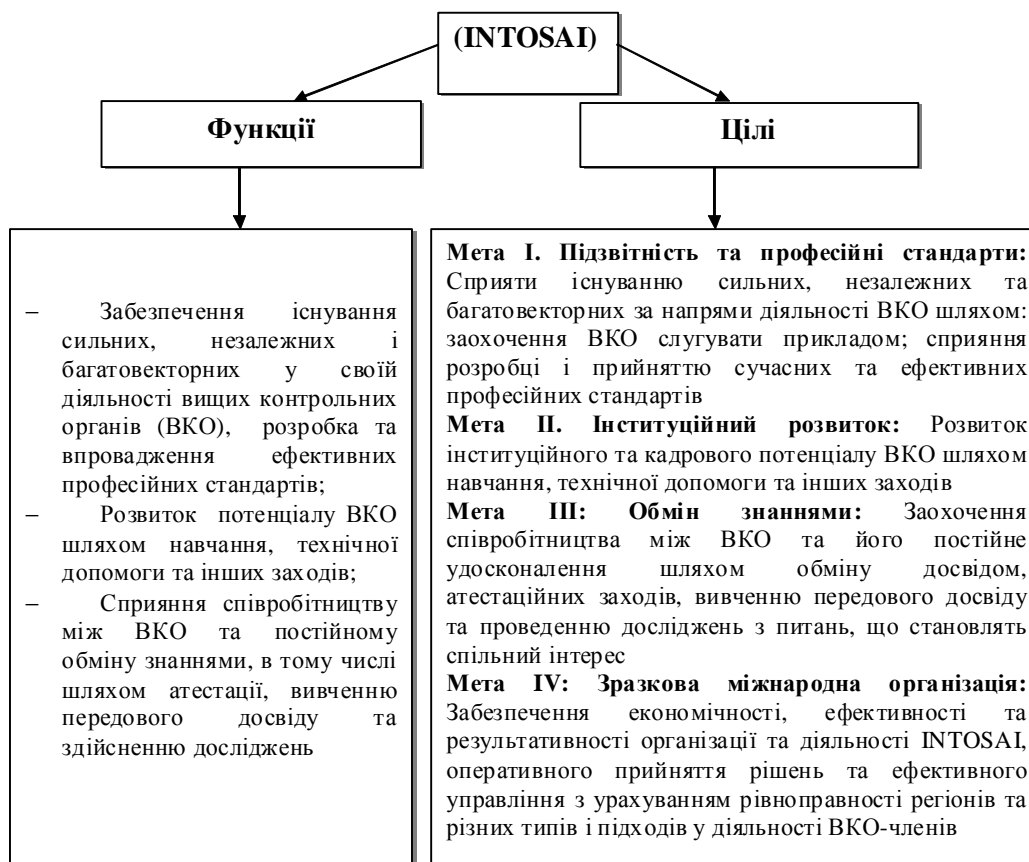 (INTOSAI)
Функції
Цілі
– Забезпечення існування
сильних, незалежних і
багатовекторних у своїй
діяльності вищих контрольних
органів (ВКО), розробка та
впровадження ефективних
професійних стандартів;
– Розвиток потенціалу ВКО
шляхом навчання, технічної
допомоги та інших заходів;
– Сприяння співробітництву
між ВКО та постійному
обміну знаннями, в тому числі
шляхом атестації, вивченню
передового досвіду та
здійсненню досліджень
Мета І. Підзвітність та професійні стандарти:
Сприяти існуванню сильних, незалежних та
багатовекторних за напрями діяльності ВКО шляхом:
заохочення ВКО слугувати прикладом; сприяння
розробці і прийняттю сучасних та ефективних
професійних стандартів
Мета ІІ. Інституційний розвиток: Розвиток
інституційного та кадрового потенціалу ВКО шляхом
навчання, технічної допомоги та інших заходів
Мета ІІІ: Обмін знаннями: Заохочення
співробітництва між ВКО та його постійне
удосконалення шляхом обміну досвідом,
атестаційних заходів, вивченню передового досвіду
та проведенню досліджень з питань, що становлять
спільний інтерес
Мета IV: Зразкова міжнародна організація:
Забезпечення економічності, ефективності та
результативності організації та діяльності INTOSAI,
оперативного прийняття рішень та ефективного
управління з урахуванням рівноправності регіонів та
різних типів і підходів у діяльності ВКО-членів